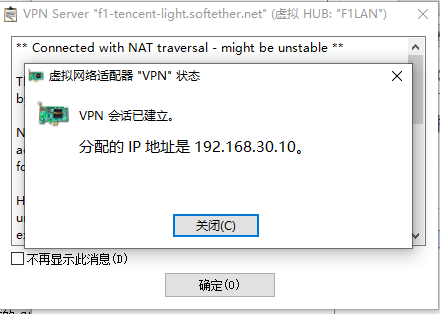 VPN Server "f1-tencent-light.softether.net" (虚拟 HUB: "F1LAN")
** Connected with NAT traversal - might be unstable **
虚拟网络适配器 "VPN" 状态
VPN 会话已建立。
分配的 IP 地址是 192.168.30.10。
关闭(C)
不再显示此消息(D)
确定(O)